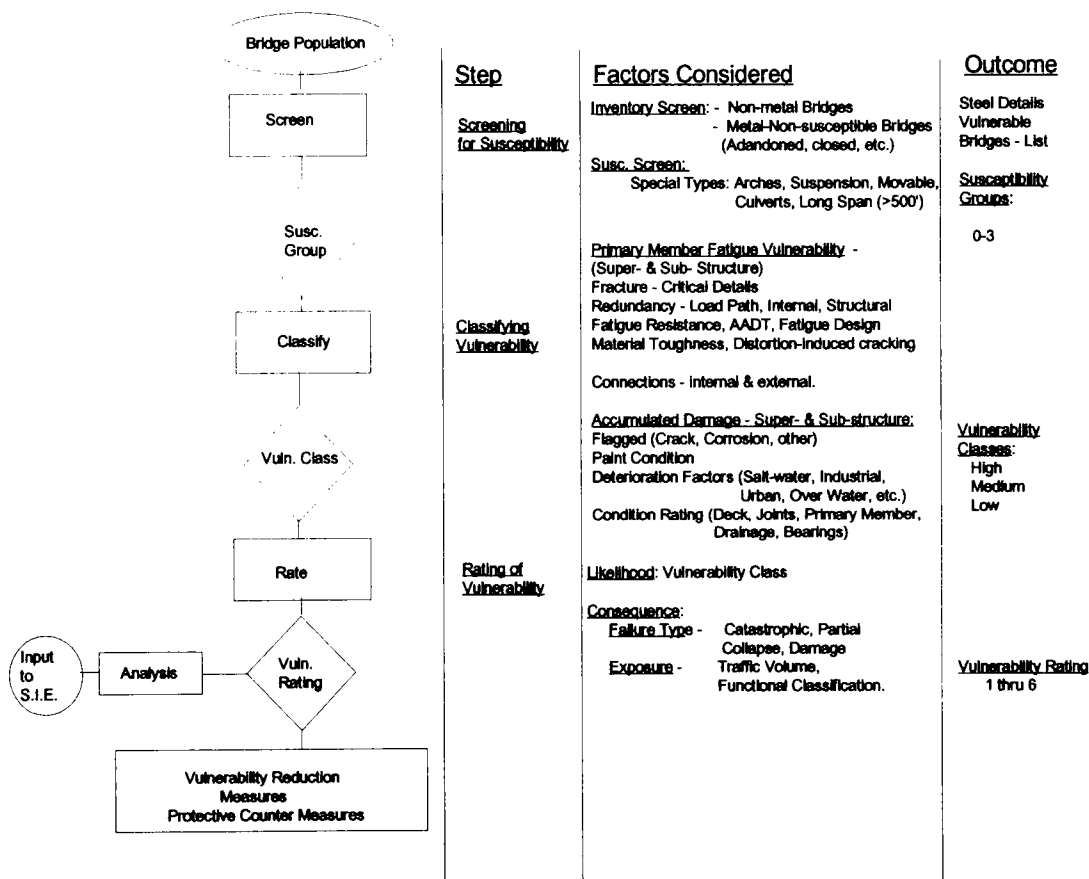 Bridge Population
Screen
Susc.
Group
Classify
Vuln. Class
Rate
Input
to
S.I.E.
Analysis
Vuln.
Rating
Vulnerability Reduction
Measures
Protective Counter Measures
Step
Screening
for Susceptibility
Classifying
Vulnerability
Rating of
Vulnerability
Factors Considered
Inventory Screen: - Non-metal Bridges
- Metal-Non-susceptible Bridges
(Adandoned, closed, etc.)
Susc. Screen:
Special Types: Arches, Suspension, Movable,
Culverts, Long Span (>500')
Primary Member Fatigue Vulnerability -
(Super- & Sub- Structure)
Fracture - Critical Details
Redundancy - Load Path, Internal, Structural
Fatigue Resistance, AADT, Fatigue Design
Material Toughness, Distortion-induced cracking
Connections - internal & external.
Accumulated Damage - Super- & Sub-structure:
Flagged (Crack, Corrosion, other)
Paint Condition
Deterioration Factors (Salt-water, Industrial,
Urban, Over Water, etc.)
Condition Rating (Deck, Joints, Primary Member,
Drainage, Bearings)
Likelihood: Vulnerability Class
Consequence:
Failure Type - Catastrophic, Partial
Collapse, Damage
Exposure - Traffic Volume,
Functional Classification.
Outcome
Steel Details
Vulnerable
Bridges - List
Susceptibility
Groups:
0-3
Vulnerability
Classes:
High
Medium
Low
Vulnerability Rating
1 thru 6